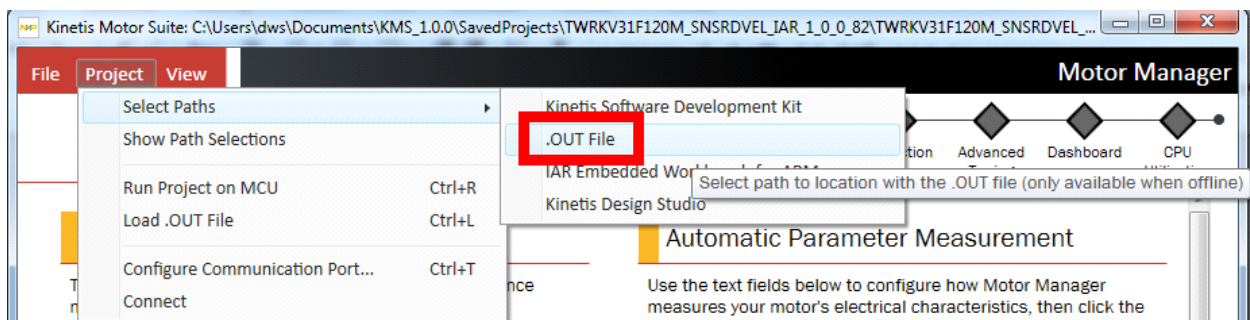 NXP Kinetis Motor Suite: C:\Users\dws\Documents\KMS_1.0.0\SavedProjects\TWRKV31F120M_SNSRDVEL_IAR_1_0_0_82\TWRKV31F120M_SNSRDVEL_...
File Project View Motor Manager
Select Paths
Show Path Selections
Run Project on MCU Ctrl+R
Load .OUT File Ctrl+L
Configure Communication Port... Ctrl+T
Connect
Kinetis Software Development Kit
.OUT File
IAR Embedded
Kinetis Design Studio
Select path to location with the .OUT file (only available when offline)
Advanced
Dashboard
CPU
Automatic Parameter Measurement
Use the text fields below to configure how Motor Manager
measures your motor's electrical characteristics, then click the